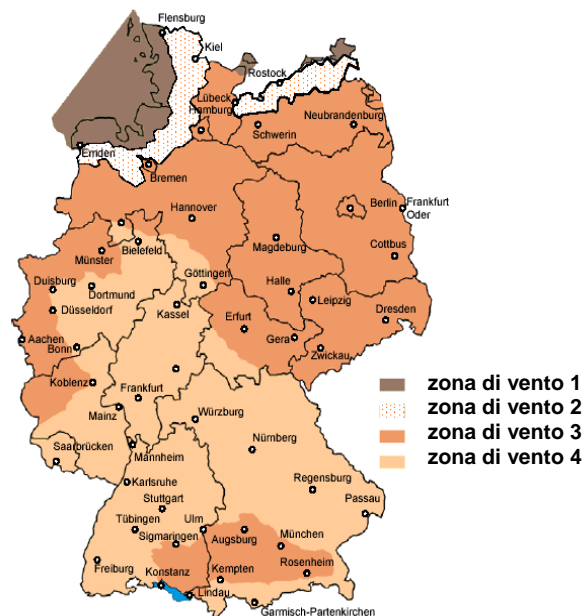 Flensburg
Kiel
Rostock
Lübeck
Hamburg
Neubrandenburg
Schwerin
Emden
Bremen
Hannover
Berlin
Frankfurt
Oder
Bielefeld
Münster
Magdeburg
Cottbus
Göttingen
Duisburg
Dortmund
Halle
Leipzig
Düsseldorf
Kassel
Erfurt
Dresden
Aachen
Bonn
Gera
Zwickau
Koblenz
Frankfurt
zona di vento 1
zona di vento 2
zona di vento 3
zona di vento 4
Mainz
Würzburg
Saarbrücken
Mannheim
Nürnberg
Karlsruhe
Regensburg
Stuttgart
Passau
Tübingen
Ulm
Sigmaringen
Augsburg
München
Freiburg
Konstanz
Kempten
Rosenheim
Lindau
Garmisch-Partenkirchen